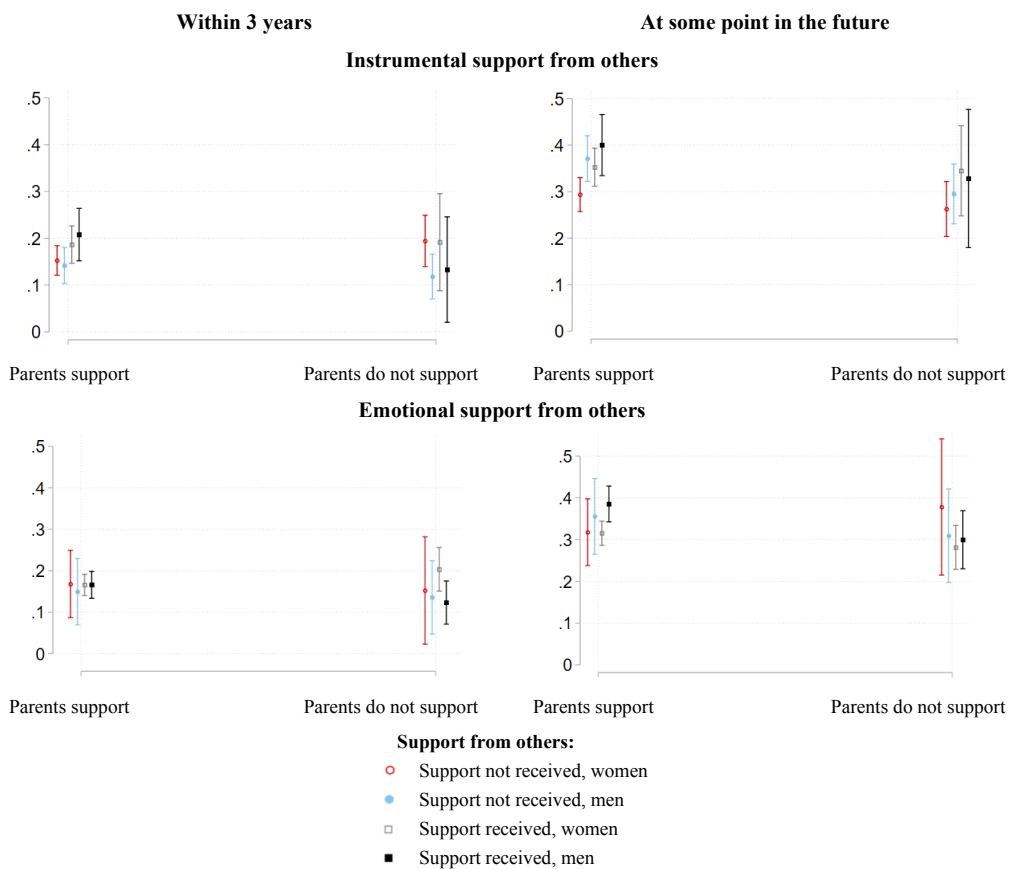 Within 3 years
At some point in the future
Instrumental support from others
.5
.4
.3
.2
.1
0
Parents support
Parents do not support
.5
.4
.3
.2
.1
0
Parents support
Parents do not support
Emotional support from others
.5
.4
.3
.2
.1
0
Parents support
Parents do not support
.5
.4
.3
.2
.1
0
Parents support
Parents do not support
Support from others:
Support not received, women
Support not received, men
Support received, women
Support received, men